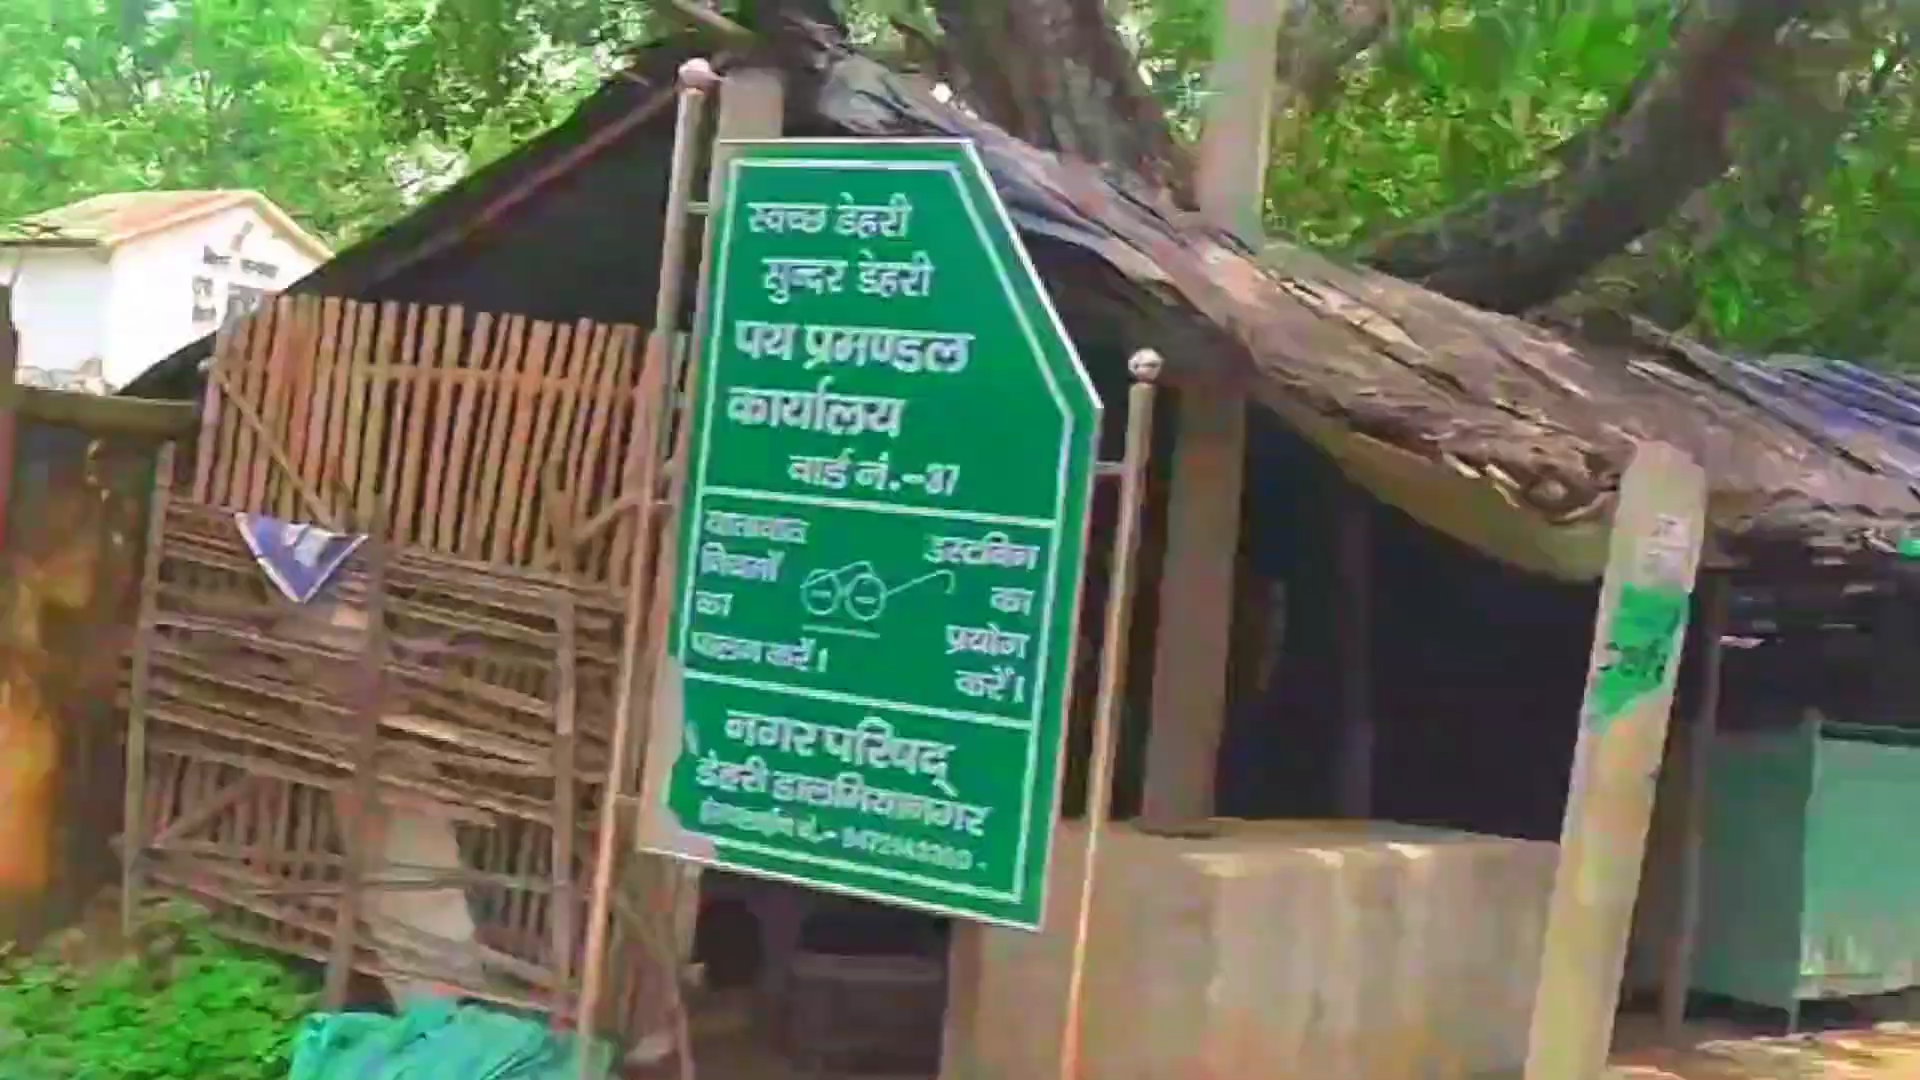 स्वच्छ डेहरी
सुन्दर डेहरी
पथ प्रमण्डल
कार्यालय
वार्ड नं.-37
यातायात
नियमों
का
पालन करें।
डस्टबिन
का
प्रयोग
करें।
नगर परिषद्
डेहरी डालमियानगर